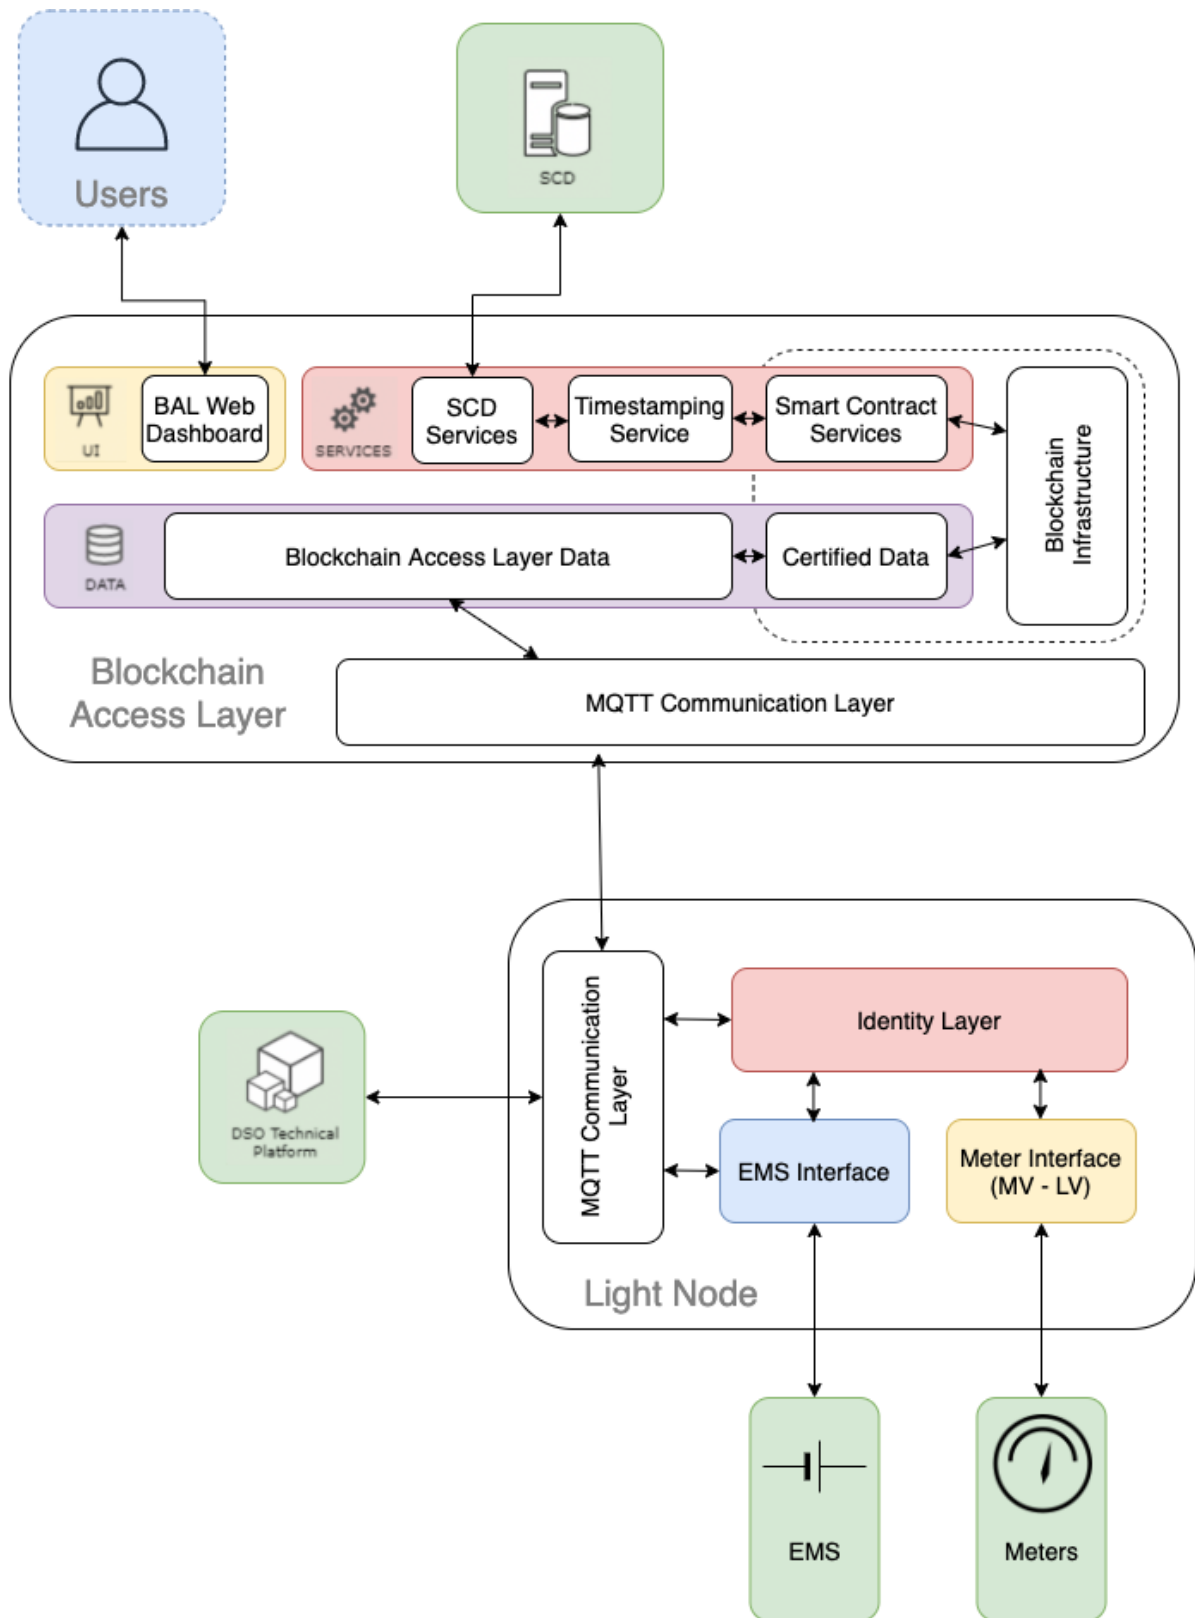 Users
SCD
UI
BAL Web
Dashboard
SERVICES
SCD
Services
Timestamping
Service
Smart Contract
Services
Blockchain
Infrastructure
DATA
Blockchain Access Layer Data
Certified Data
Blockchain
Access Layer
MQTT Communication Layer
MQTT Communication
Layer
Identity Layer
DSO Technical
Platform
EMS Interface
Meter Interface
(MV - LV)
Light Node
EMS
Meters